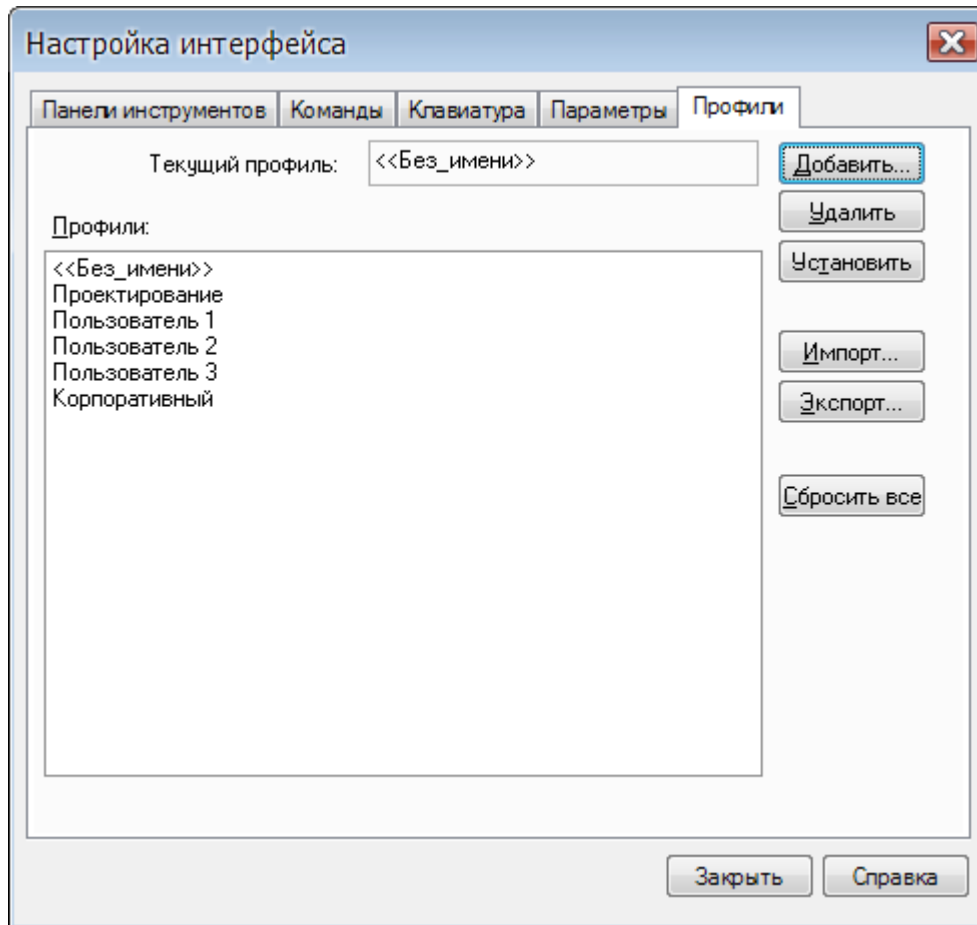 Настройка интерфейса
Панели инструментов Команды Клавиатура Параметры Профили
Текущий профиль: <<Без_имени>> Добавить...
Удалить
Профили:
Установить
<<Без_имени>>
Проектирование
Пользователь 1
Пользователь 2
Пользователь 3
Корпоративный
Импорт...
Экспорт...
Сбросить все
Закрыть Справка